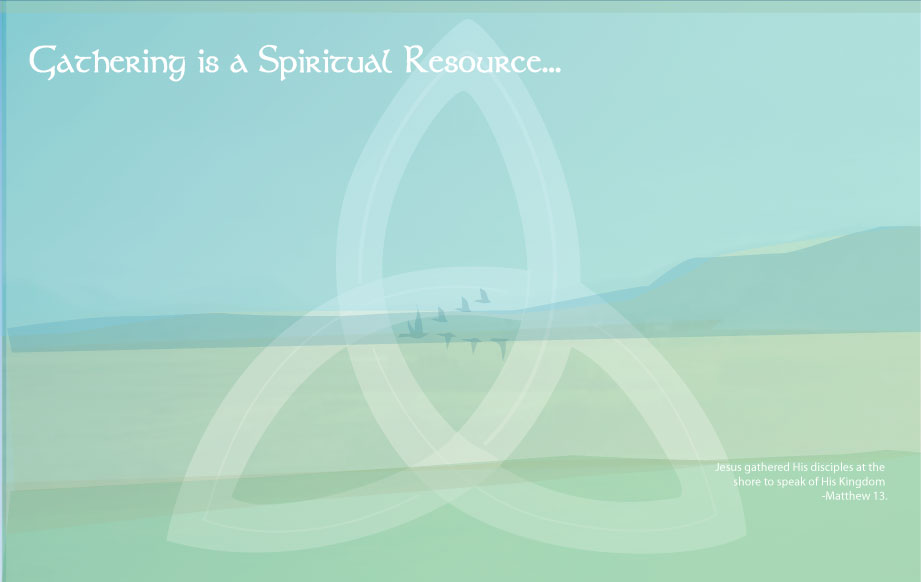 Gathering is a Spiritual Resource...
Jesus gathered His disciples at the
shore to speak of His Kingdom
-Matthew 13.